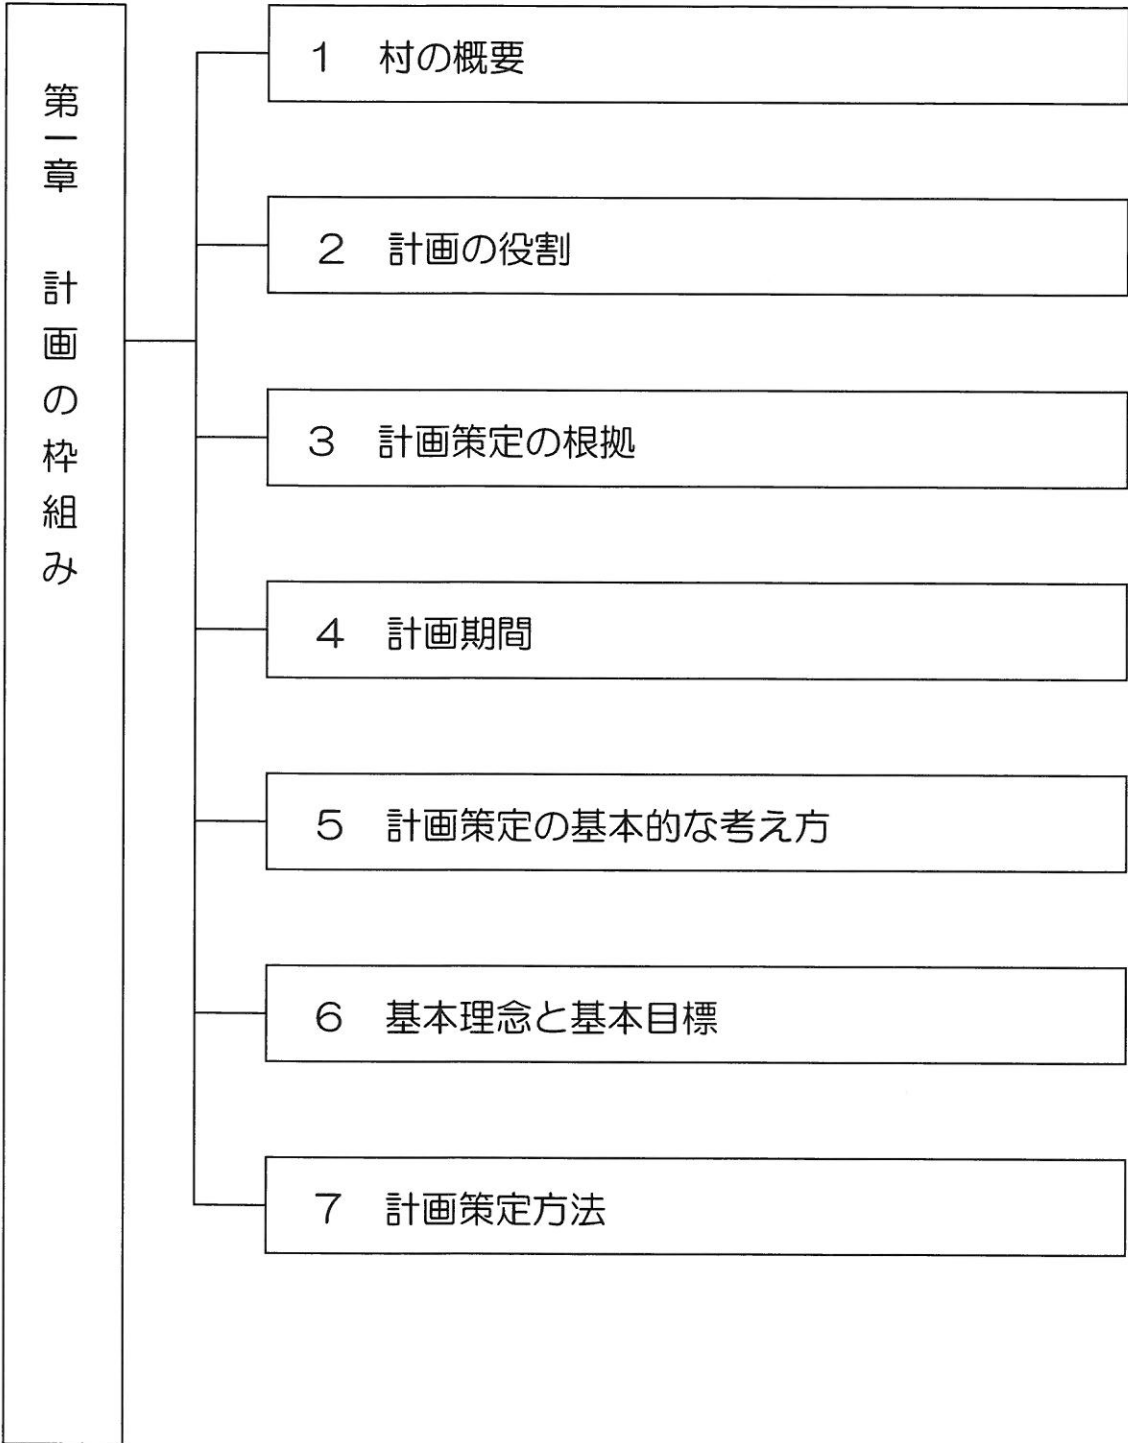 第一章　計画の枠組み
１　村の概要
２　計画の役割
３　計画策定の根拠
４　計画期間
５　計画策定の基本的な考え方
６　基本理念と基本目標
７　計画策定方法